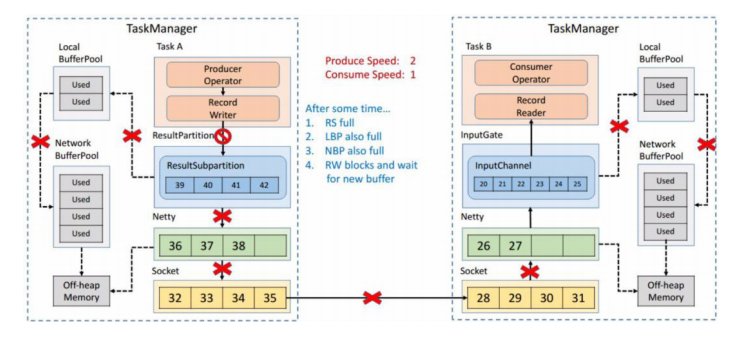 TaskManager
Local
BufferPool
Used
Used
Network
BufferPool
Used
Used
Used
Used
Off-heap
Memory
Task A
Producer
Operator
Record
Writer
ResultPartition
ResultSubpartition
39 40 41 42
Netty
36 37 38
Socket
32 33 34 35
Produce Speed: 2
Consume Speed: 1
After some time...
1. RS full
2. LBP also full
3. NBP also full
4. RW blocks and wait
for new buffer
TaskManager
Task B
Consumer
Operator
Record
Reader
InputGate
InputChannel
20 21 22 23 24 25
Netty
26 27
Socket
28 29 30 31
Local
BufferPool
Used
Used
Network
BufferPool
Used
Used
Used
Used
Off-heap
Memory